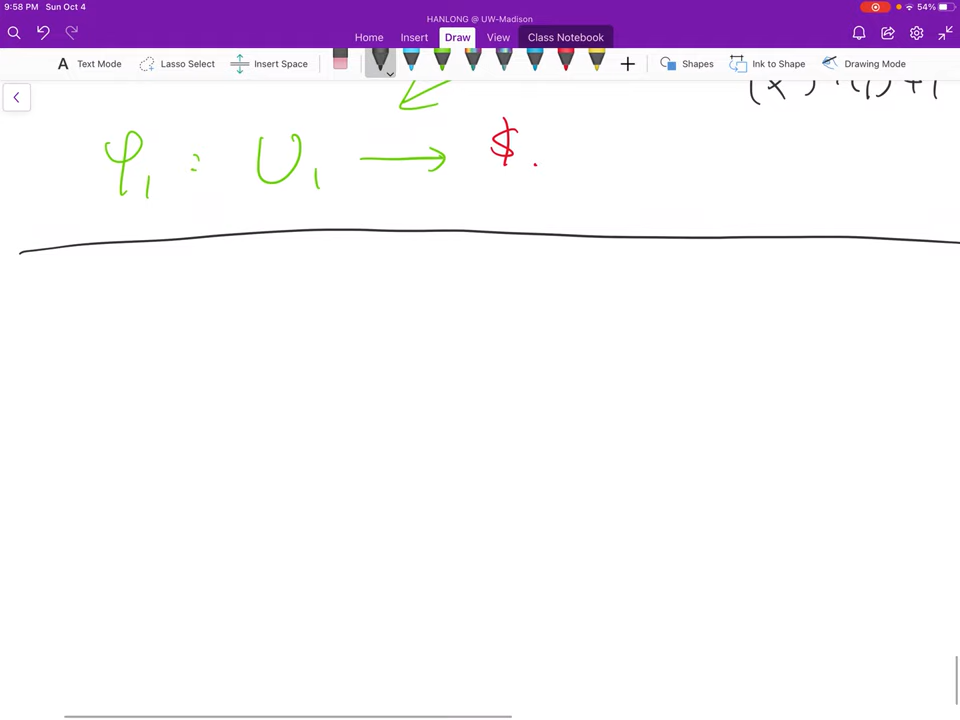 9:58 PM Sun Oct 4
54%
HANLONG @ UW-Madison
Home Insert Draw View Class Notebook
A Text Mode Lasso Select Insert Space Shapes Ink to Shape Drawing Mode
φ₁ : U₁ → $.